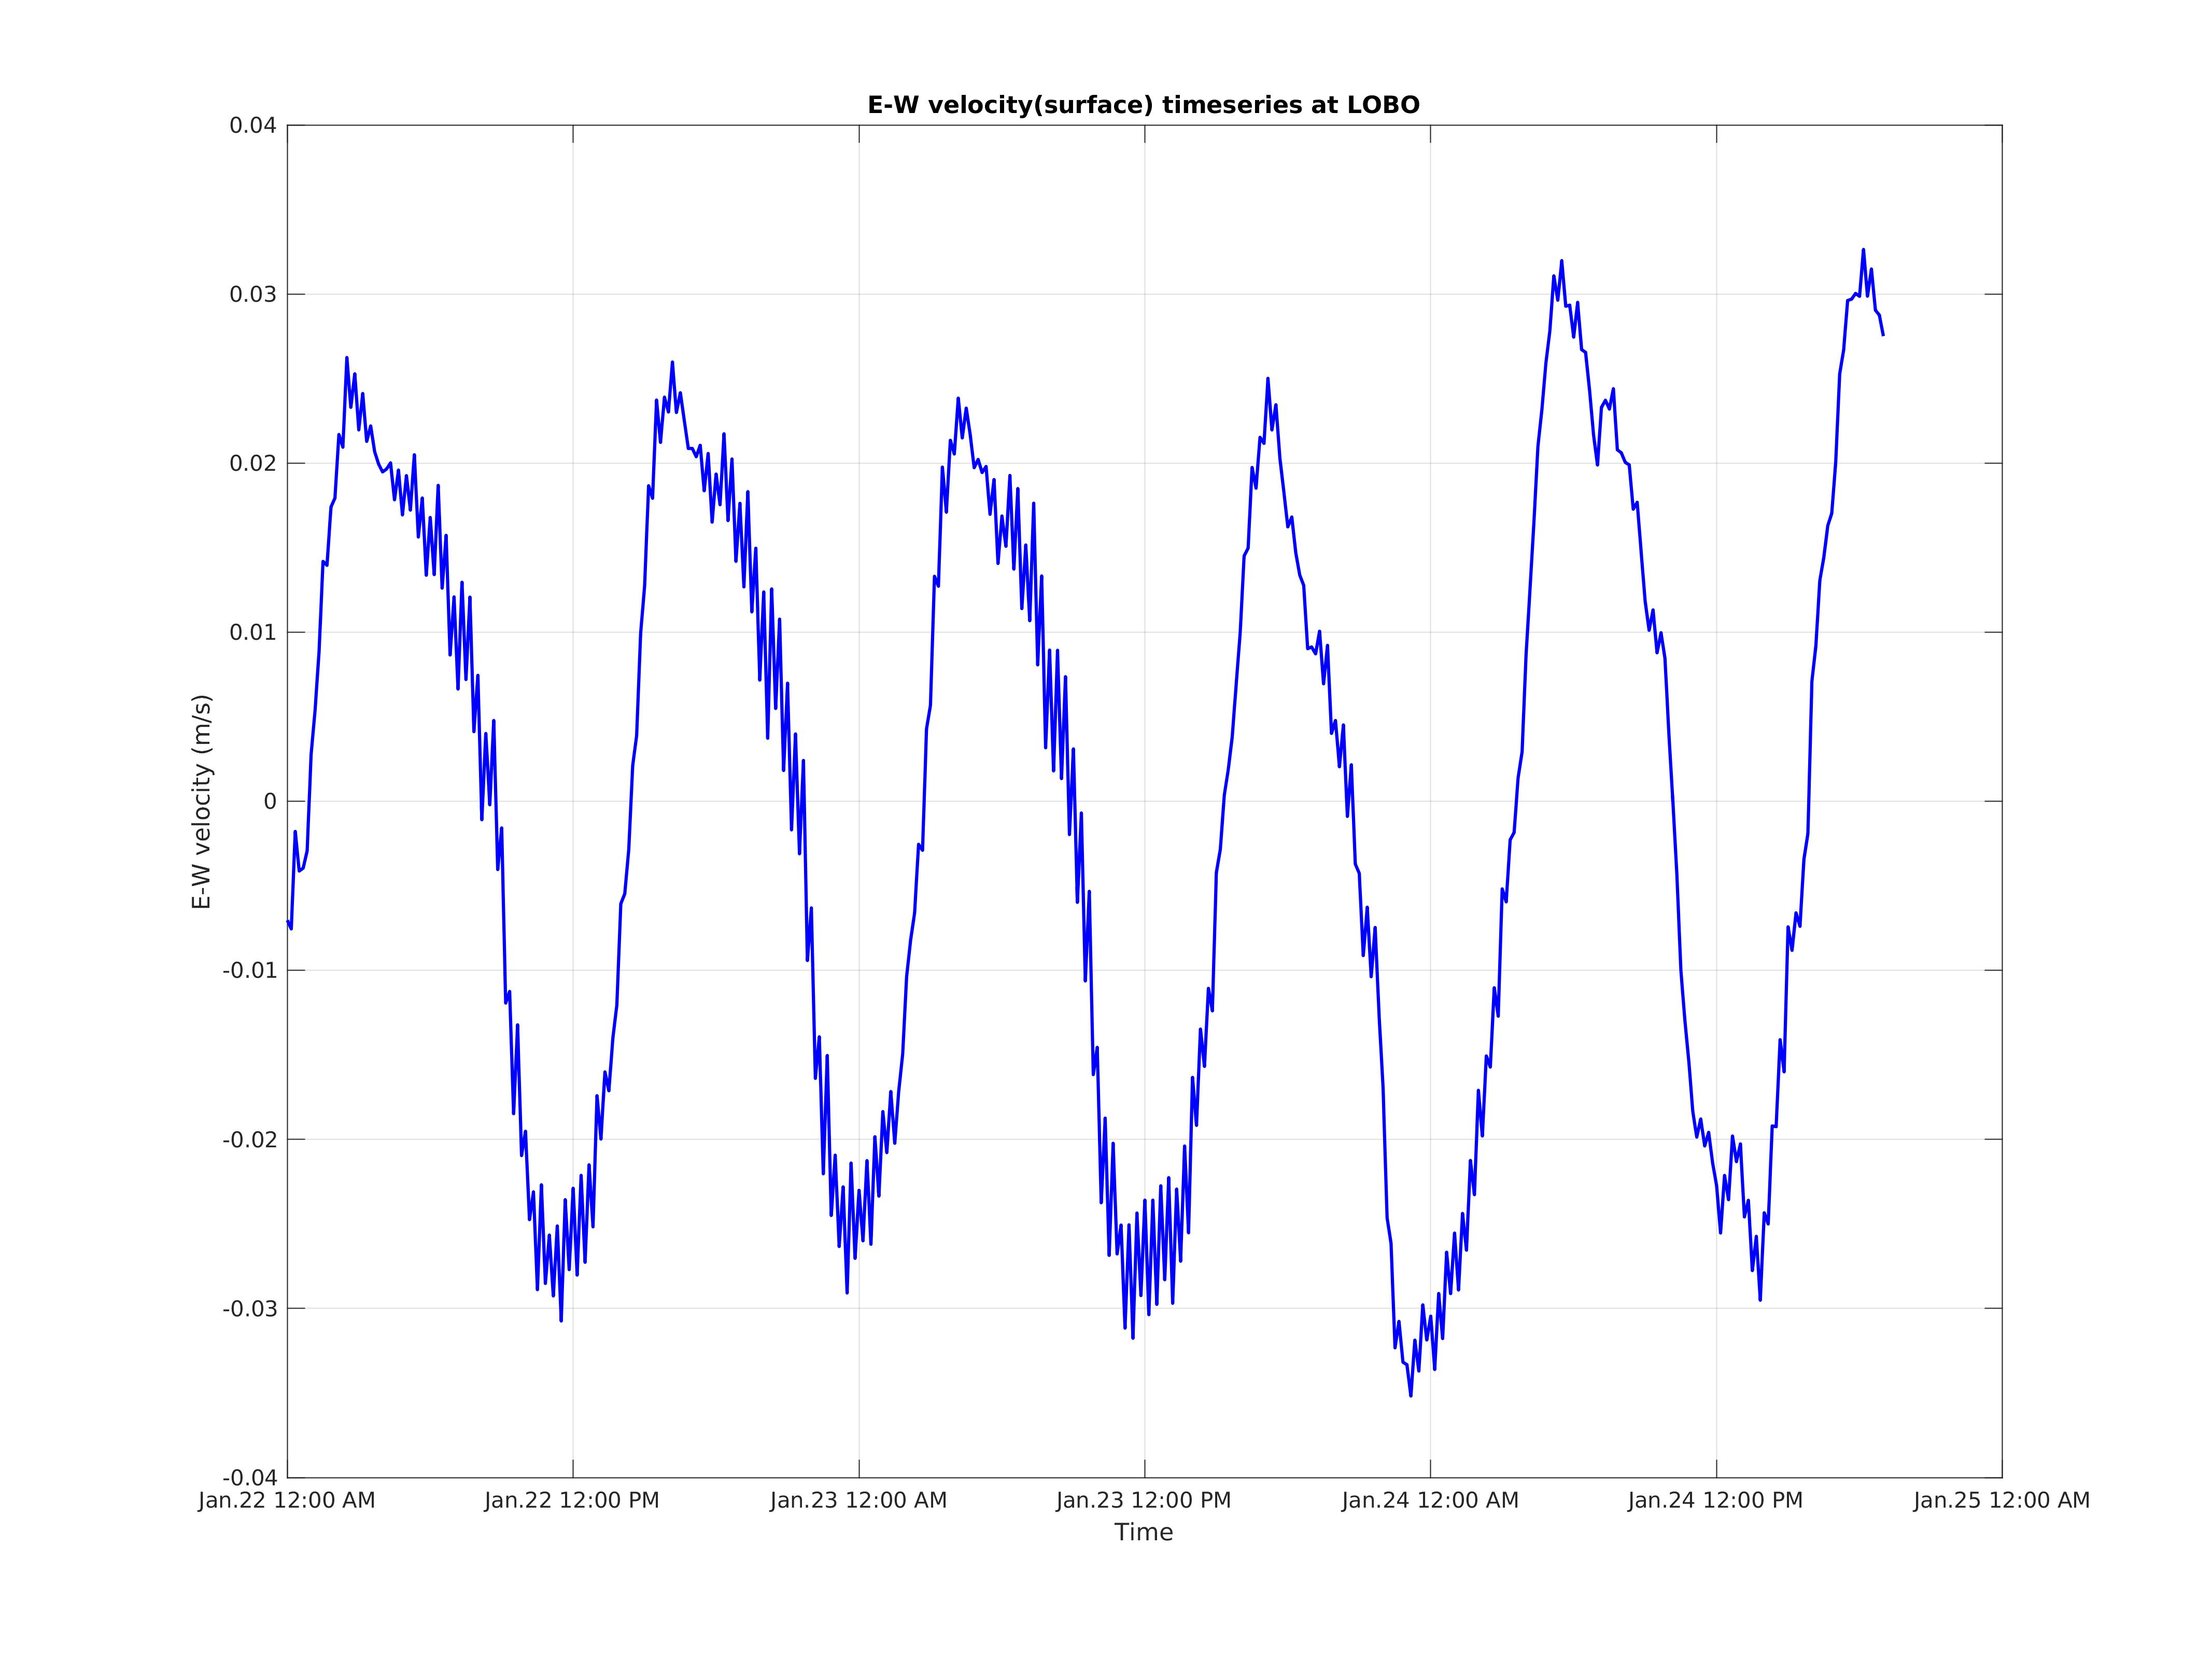 E-W velocity(surface) timeseries at LOBO
0.04
0.03
0.02
0.01
0
-0.01
-0.02
-0.03
-0.04
E-W velocity (m/s)
Jan.22 12:00 AM Jan.22 12:00 PM Jan.23 12:00 AM Jan.23 12:00 PM Jan.24 12:00 AM Jan.24 12:00 PM Jan.25 12:00 AM
Time